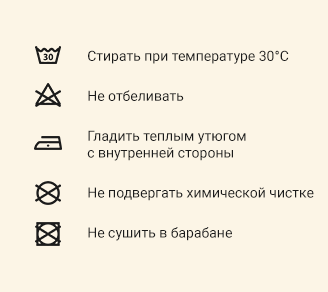 30
Стирать при температуре 30°C
Не отбеливать
Гладить теплым утюгом
с внутренней стороны
Не подвергать химической чистке
Не сушить в барабане